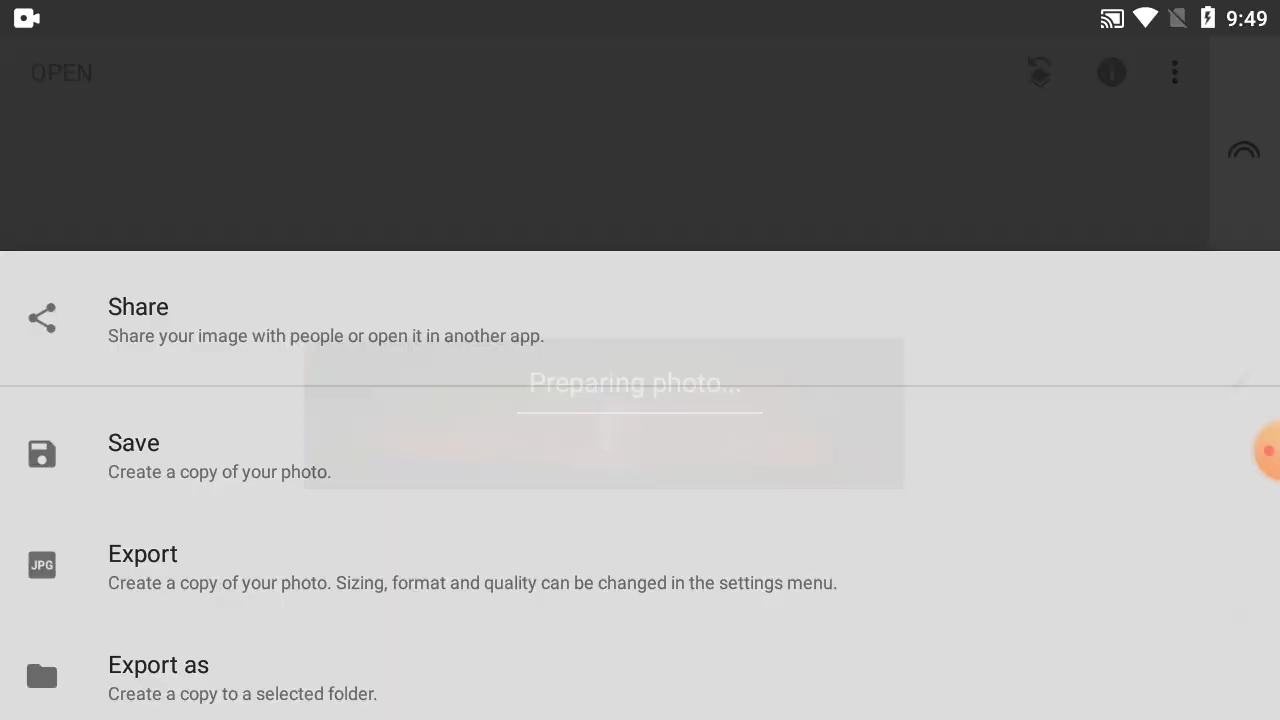 9:49
OPEN
Share
Share your image with people or open it in another app.
Preparing photo...
Save
Create a copy of your photo.
JPG
Export
Create a copy of your photo. Sizing, format and quality can be changed in the settings menu.
Export as
Create a copy to a selected folder.